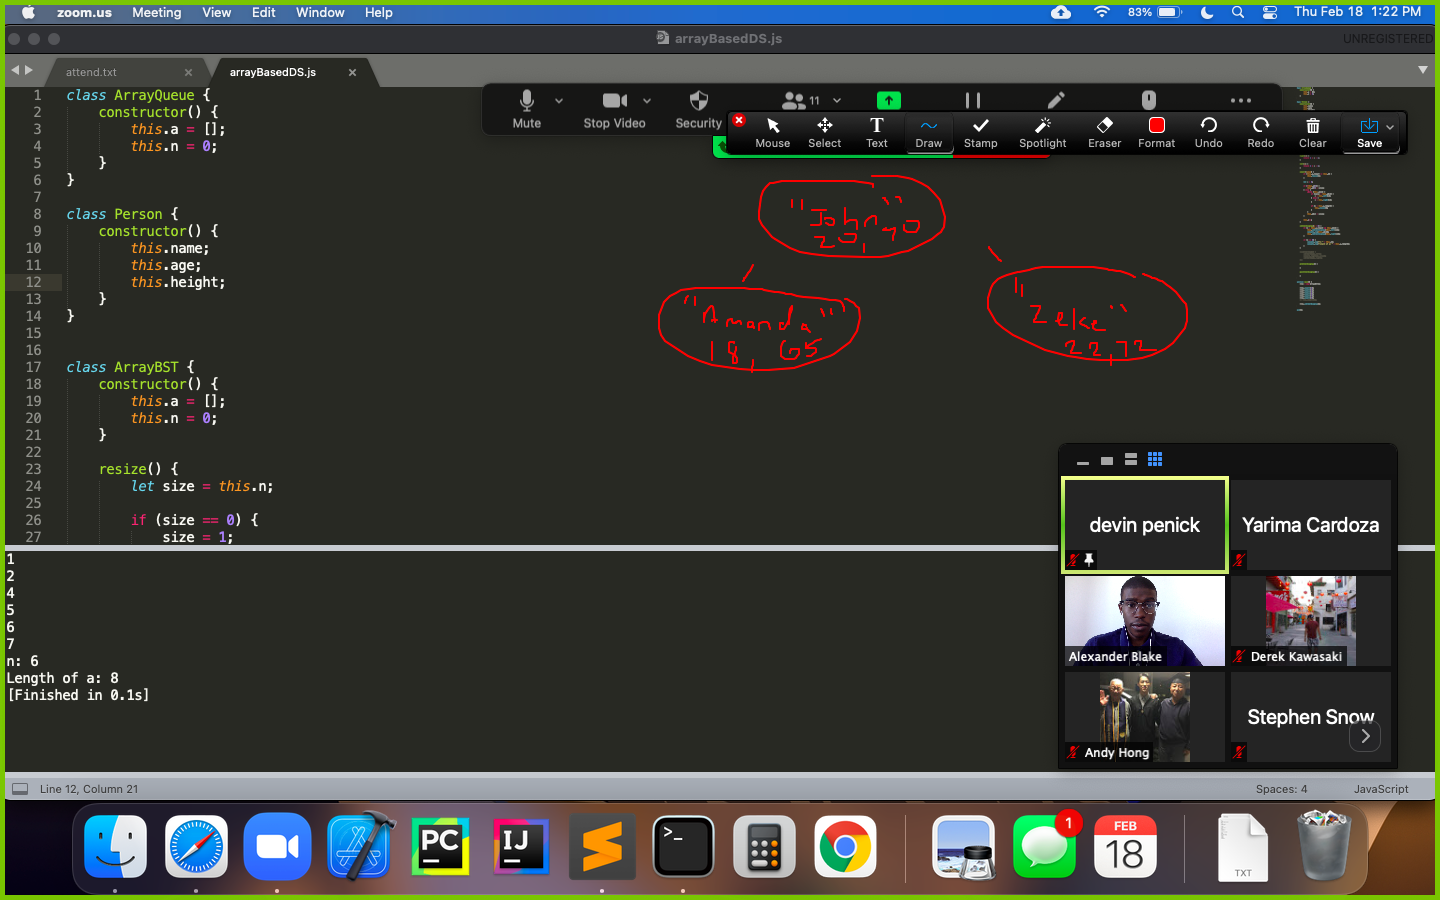 zoom.us Meeting View Edit Window Help 83% Thu Feb 18 1:22 PM
arrayBasedDS.js UNREGISTERED
attend.txt arrayBasedDS.js
1 class ArrayQueue {
2 constructor() {
3 this.a = [];
4 this.n = 0;
5 }
6 }
7
8 class Person {
9 constructor() {
10 this.name;
11 this.age;
12 this.height;
13 }
14 }
15
16
17 class ArrayBST {
18 constructor() {
19 this.a = [];
20 this.n = 0;
21 }
22
23 resize() {
24 let size = this.n;
25
26 if (size == 0) {
27 size = 1;
11
Mute Stop Video Security
Mouse Select Text Draw Stamp Spotlight Eraser Format Undo Redo Clear Save
"John"
20, 70
"Amanda"
18, 65
"Zeke"
22, 72
1
2
4
5
6
7
n: 6
Length of a: 8
[Finished in 0.1s]
devin penick Yarima Cardoza
Alexander Blake Derek Kawasaki
Andy Hong Stephen Snow
Line 12, Column 21 Spaces: 4 JavaScript
PC IJ >_ 1 FEB
18
TXT